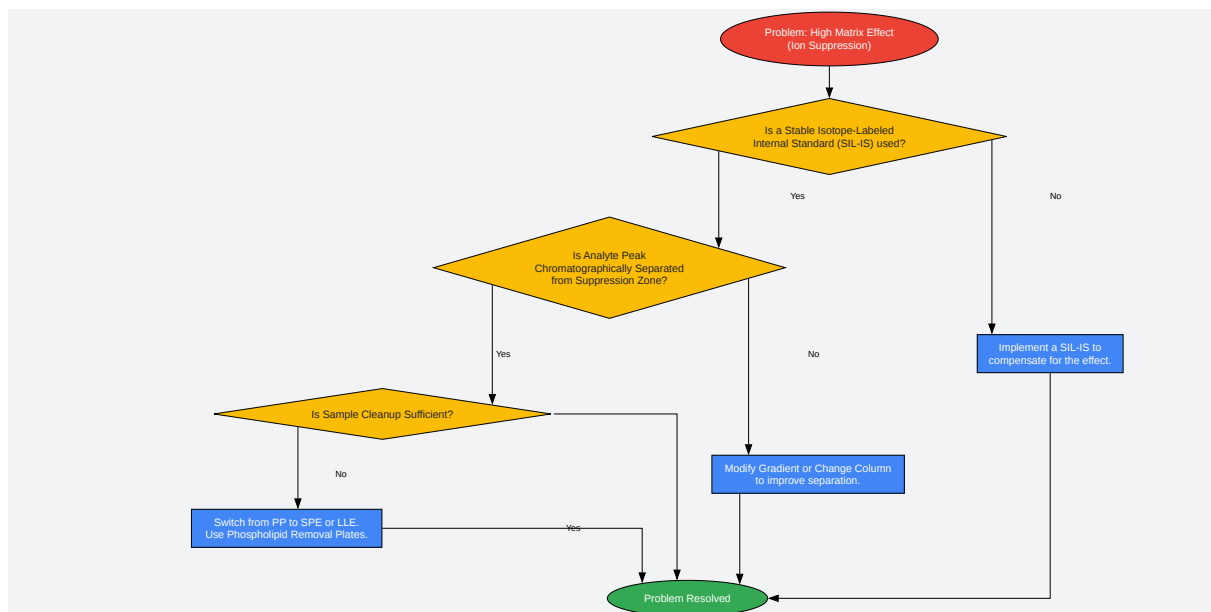 Problem: High Matrix Effect
(Ion Suppression)
Is a Stable Isotope-Labeled
Internal Standard (SIL-IS) used?
Yes
No
Is Analyte Peak
Chromatographically Separated
from Suppression Zone?
Yes
No
Implement a SIL-IS to
compensate for the effect.
Is Sample Cleanup Sufficient?
No
Modify Gradient or Change Column
to improve separation.
Switch from PP to SPE or LLE.
Use Phospholipid Removal Plates.
Yes
Problem Resolved